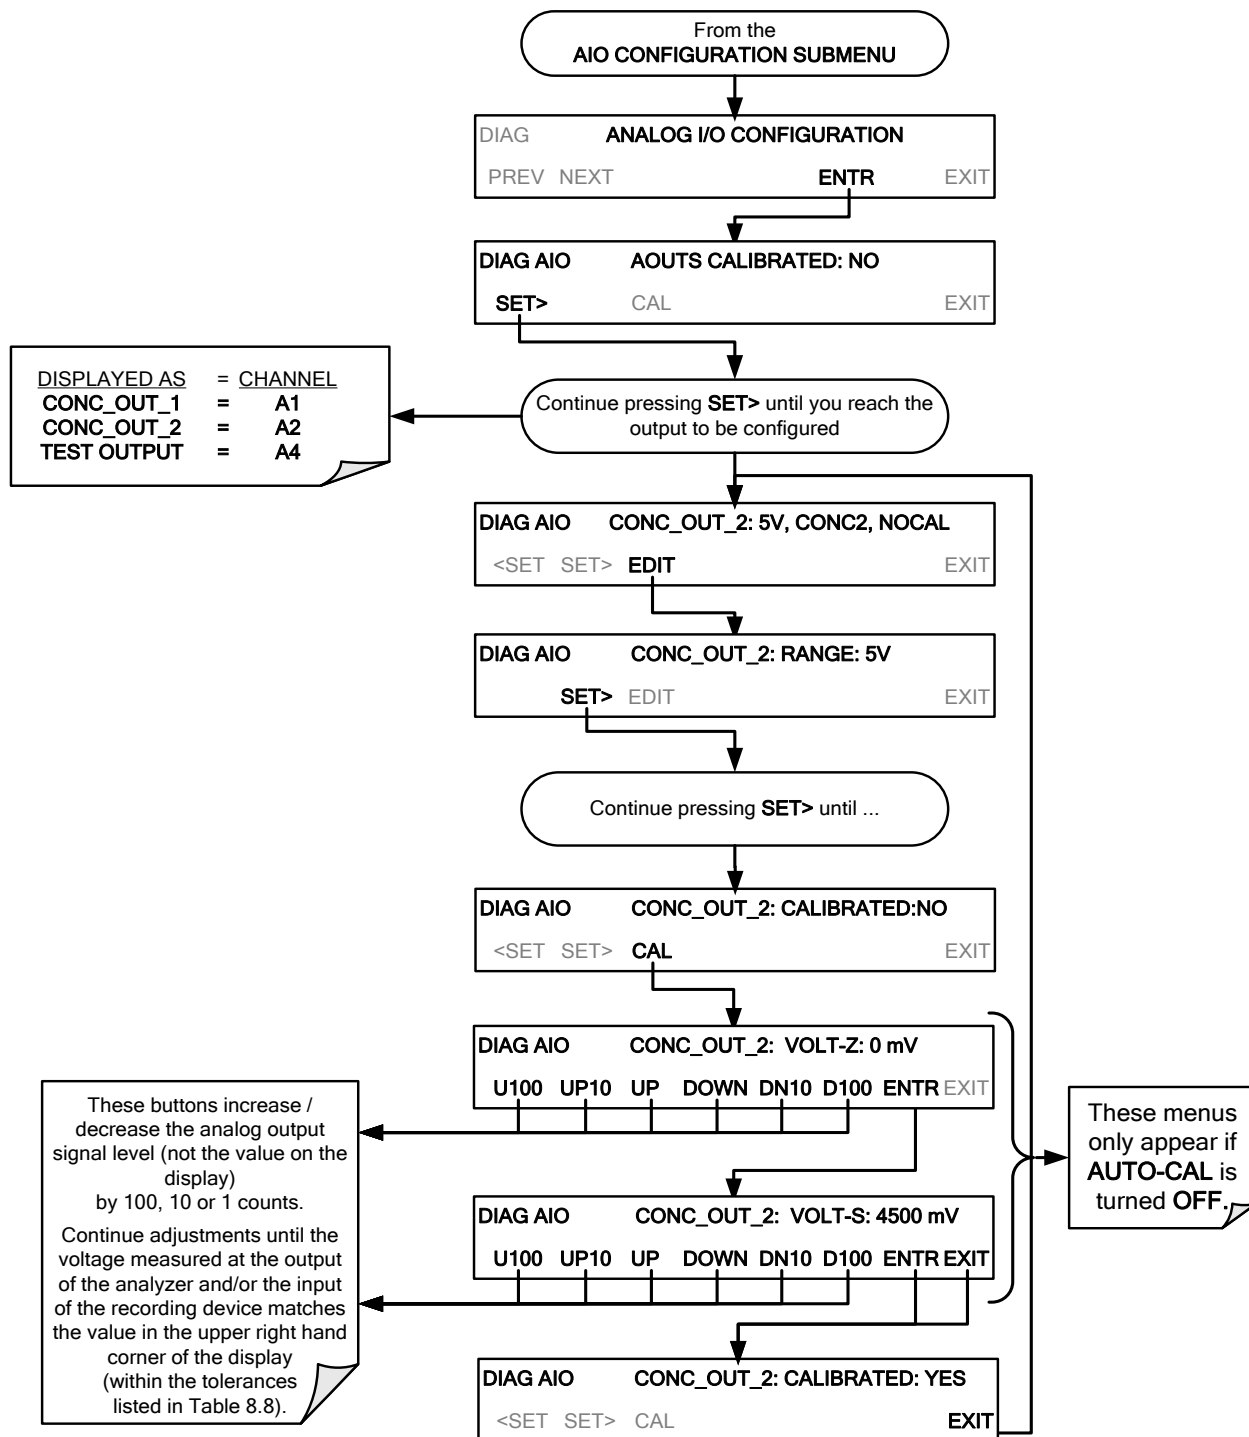 From the
AIO CONFIGURATION SUBMENU
DIAG ANALOG I/O CONFIGURATION
PREV NEXT ENTR EXIT
DIAG AIO AOUTS CALIBRATED: NO
SET> CAL EXIT
DISPLAYED AS = CHANNEL
CONC_OUT_1 = A1
CONC_OUT_2 = A2
TEST OUTPUT = A4
Continue pressing SET> until you reach the
output to be configured
DIAG AIO CONC_OUT_2: 5V, CONC2, NOCAL
<SET SET> EDIT EXIT
DIAG AIO CONC_OUT_2: RANGE: 5V
SET> EDIT EXIT
Continue pressing SET> until ...
DIAG AIO CONC_OUT_2: CALIBRATED:NO
<SET SET> CAL EXIT
DIAG AIO CONC_OUT_2: VOLT-Z: 0 mV
U100 UP10 UP DOWN DN10 D100 ENTR EXIT
These buttons increase /
decrease the analog output
signal level (not the value on the
display)
by 100, 10 or 1 counts.
Continue adjustments until the
voltage measured at the output
of the analyzer and/or the input
of the recording device matches
the value in the upper right hand
corner of the display
(within the tolerances
listed in Table 8.8).
These menus
only appear if
AUTO-CAL is
turned OFF.
DIAG AIO CONC_OUT_2: VOLT-S: 4500 mV
U100 UP10 UP DOWN DN10 D100 ENTR EXIT
DIAG AIO CONC_OUT_2: CALIBRATED: YES
<SET SET> CAL EXIT